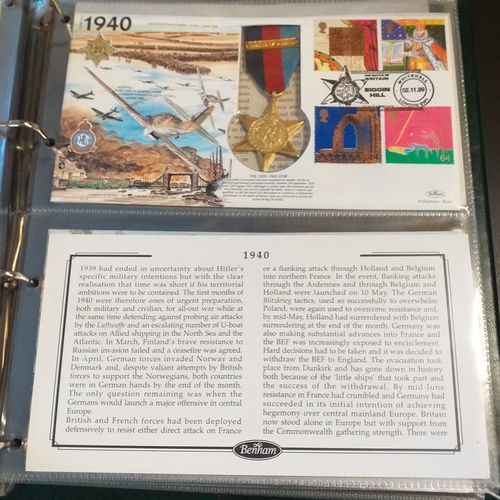 1940
THE 1939-1945 STAR
THE BATTLE OF
BRITAIN
BIGGIN
HILL
WHITEHALL
02.11.99
LONDON SW1
44
64
Benham
Folkestone . Kent
1940
1939 had ended in uncertainty about Hitler's
specific military intentions but with the clear
realisation that time was short if his territorial
ambitions were to be contained. The first months of
1940 were therefore ones of urgent preparation,
both military and civilian, for all-out war while at
the same time defending against probing air attacks
by the Luftwaffe and an escalating number of U-boat
attacks on Allied shipping in the North Sea and the
Atlantic. In March, Finland's brave resistance to
Russian invasion failed and a ceasefire was agreed.
In April, German forces invaded Norway and
Denmark and, despite valiant attempts by British
forces to support the Norwegians, both countries
were in German hands by the end of the month.
The only question remaining was when the
Germans would launch a major offensive in central
Europe.
British and French forces had been deployed
defensively to resist either direct attack on France
or a flanking attack through Holland and Belgium
into northern France. In the event, flanking attacks
through the Ardennes and through Belgium and
Holland were launched on 10 May. The German
Blitzkrieg tactics, used so successfully to overwhelm
Poland, were again used to overcome resistance and,
by mid-May, Holland had surrendered with Belgium
surrendering at the end of the month. Germany was
also making substantial advances into France and
the BEF was increasingly exposed to encirclement.
Hard decisions had to be taken and it was decided to
withdraw the BEF to England. The evacuation took
place from Dunkirk and has gone down in history
both because of the 'little ships' that took part and
the success of the withdrawal. By mid-June
resistance in France had crumbled and Germany had
succeeded in its initial intention of achieving
hegemony over central mainland Europe. Britain
now stood alone in Europe but with support from
the Commonwealth gathering strength. There were
Benham